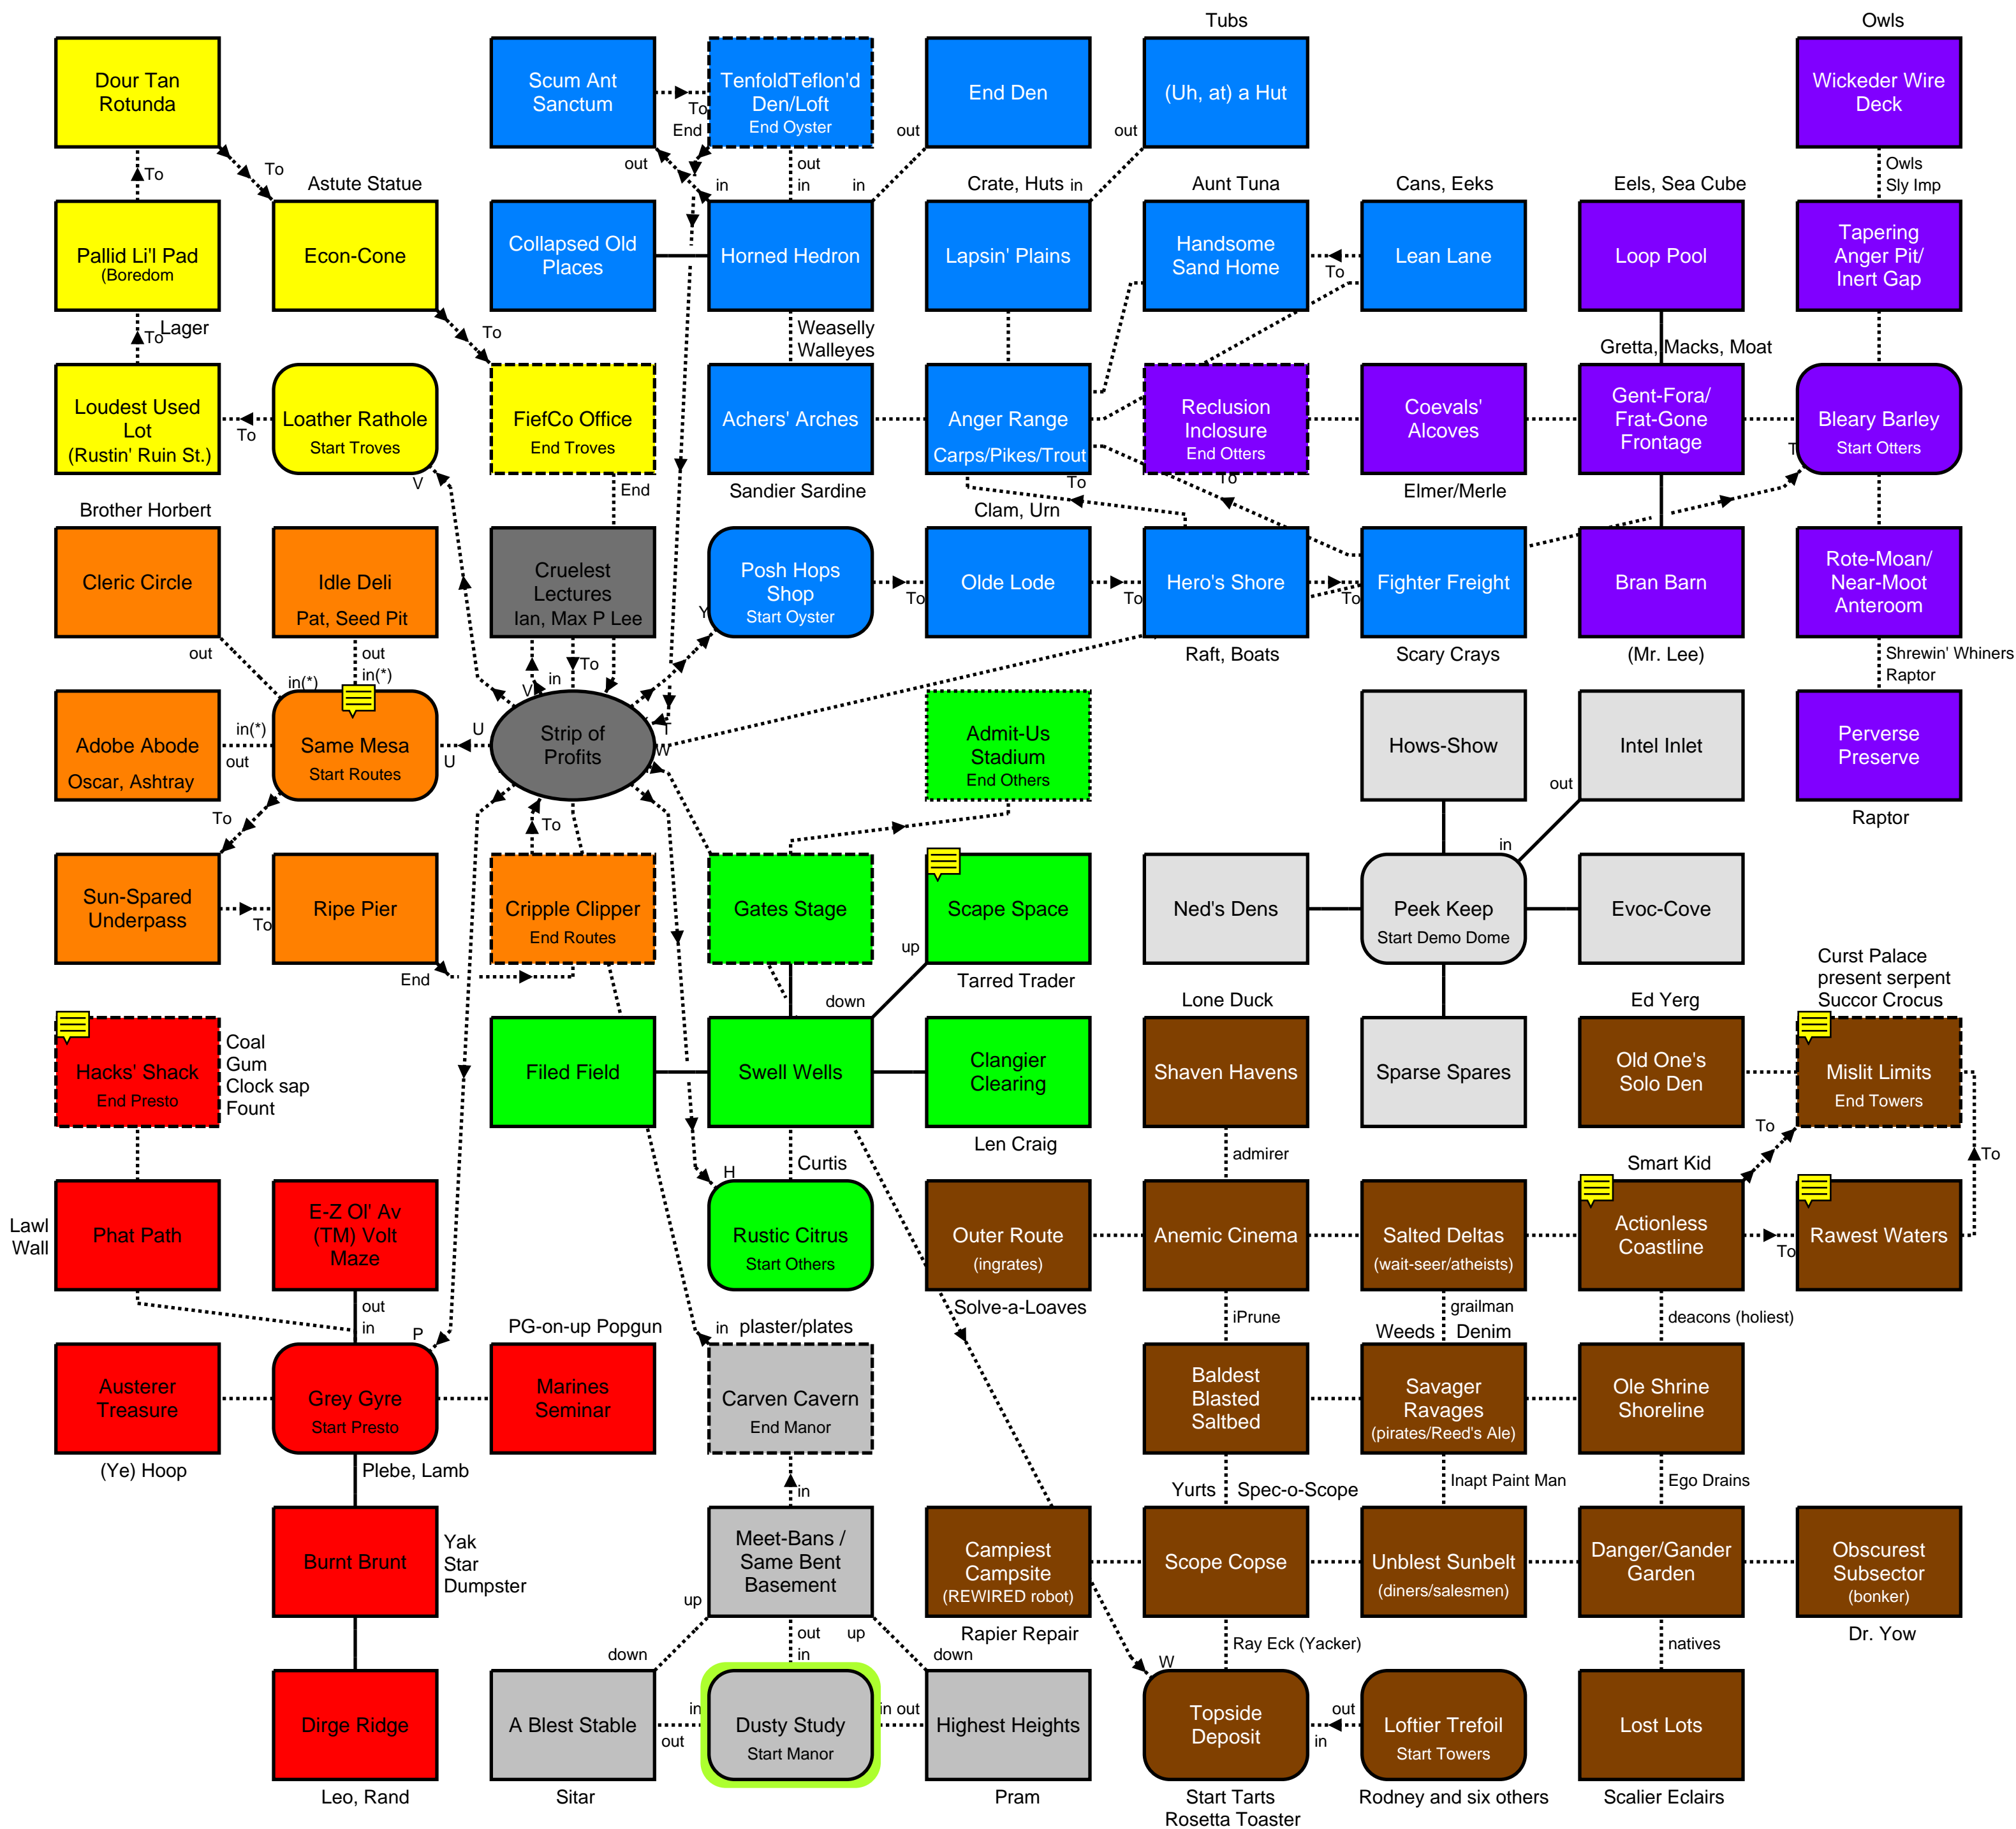 Tubs
Owls
Dour Tan
Rotunda
Scum Ant
Sanctum
To
TenfoldTeflon'd
Den/Loft
End Oyster
End Den
(Uh, at) a Hut
Wickeder Wire
Deck
To
To
End
out
out
in
in
out
in
out
Owls
Sly Imp
Astute Statue
Crate, Huts
in
Aunt Tuna
Cans, Eeks
Eels, Sea Cube
Pallid Li'l Pad
(Boredom
Econ-Cone
Collapsed Old
Places
Horned Hedron
Lapsin' Plains
Handsome
Sand Home
To
Lean Lane
Loop Pool
Tapering
Anger Pit/
Inert Gap
To
Lager
To
Weaselly
Walleyes
Gretta, Macks, Moat
Loudest Used
Lot
(Rustin' Ruin St.)
To
Loather Rathole
Start Troves
FiefCo Office
End Troves
Achers' Arches
Anger Range
Carps/Pikes/Trout
Reclusion
Inclosure
End Otters
Coevals'
Alcoves
Gent-Fora/
Frat-Gone
Frontage
T
Bleary Barley
Start Otters
V
End
Sandier Sardine
To
To
Elmer/Merle
Brother Horbert
Clam, Urn
Cleric Circle
Idle Deli
Pat, Seed Pit
Cruelest
Lectures
Ian, Max P Lee
Y
Posh Hops
Shop
Start Oyster
To
Olde Lode
To
Hero's Shore
To
Fighter Freight
Bran Barn
Rote-Moan/
Near-Moot
Anteroom
out
out
in(*)
in(*)
To
in
V
Raft, Boats
Scary Crays
(Mr. Lee)
Shrewin' Whiners
Raptor
Adobe Abode
Oscar, Ashtray
in(*)
out
Same Mesa
Start Routes
U
U
Strip of
Profits
T
W
Admit-Us
Stadium
End Others
Hows-Show
Intel Inlet
out
in
Perverse
Preserve
Raptor
To
To
Sun-Spared
Underpass
To
Ripe Pier
Cripple Clipper
End Routes
Gates Stage
Scape Space
up
down
Tarred Trader
Ned's Dens
Peek Keep
Start Demo Dome
Evoc-Cove
End
Curst Palace
present serpent
Succor Crocus
Lone Duck
Ed Yerg
Hacks' Shack
End Presto
Coal
Gum
Clock sap
Fount
Filed Field
Swell Wells
Clangier
Clearing
Shaven Havens
Sparse Spares
Old One's
Solo Den
Mislit Limits
End Towers
H
Curtis
Len Craig
admirer
Smart Kid
To
To
Lawl
Wall
Phat Path
E-Z Ol' Av
(TM) Volt
Maze
Rustic Citrus
Start Others
Outer Route
(ingrates)
Anemic Cinema
Salted Deltas
(wait-seer/atheists)
Actionless
Coastline
To
Rawest Waters
out
in
P
PG-on-up Popgun
in
plaster/plates
Solve-a-Loaves
iPrune
grailman
Weeds
Denim
deacons (holiest)
Austerer
Treasure
Grey Gyre
Start Presto
Marines
Seminar
Carven Cavern
End Manor
Baldest
Blasted
Saltbed
Savager
Ravages
(pirates/Reed's Ale)
Ole Shrine
Shoreline
(Ye) Hoop
Plebe, Lamb
in
Yurts
Spec-o-Scope
Inapt Paint Man
Ego Drains
Burnt Brunt
Yak
Star
Dumpster
Meet-Bans /
Same Bent
Basement
Campiest
Campsite
(REWIRED robot)
Scope Copse
Unblest Sunbelt
(diners/salesmen)
Danger/Gander
Garden
Obscurest
Subsector
(bonker)
up
down
out
in
up
down
Rapier Repair
W
Ray Eck (Yacker)
natives
Dr. Yow
Dirge Ridge
A Blest Stable
in
out
Dusty Study
Start Manor
in
out
Highest Heights
Topside
Deposit
out
in
Loftier Trefoil
Start Towers
Lost Lots
Leo, Rand
Sitar
Pram
Start Tarts
Rosetta Toaster
Rodney and six others
Scalier Eclairs